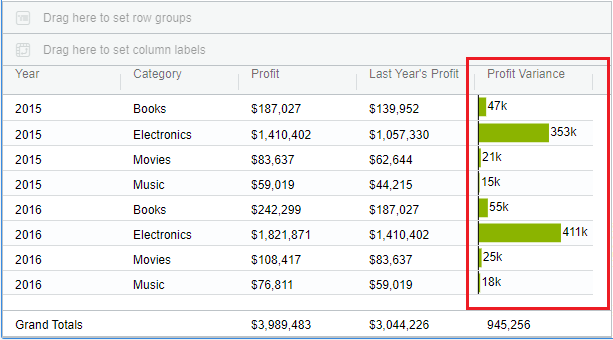 Drag here to set row groups
Drag here to set column labels
Year Category Profit Last Year's Profit Profit Variance
2015 Books $187,027 $139,952 47k
2015 Electronics $1,410,402 $1,057,330 353k
2015 Movies $83,637 $62,644 21k
2015 Music $59,019 $44,215 15k
2016 Books $242,299 $187,027 55k
2016 Electronics $1,821,871 $1,410,402 411k
2016 Movies $108,417 $83,637 25k
2016 Music $76,811 $59,019 18k
Grand Totals $3,989,483 $3,044,226 945,256